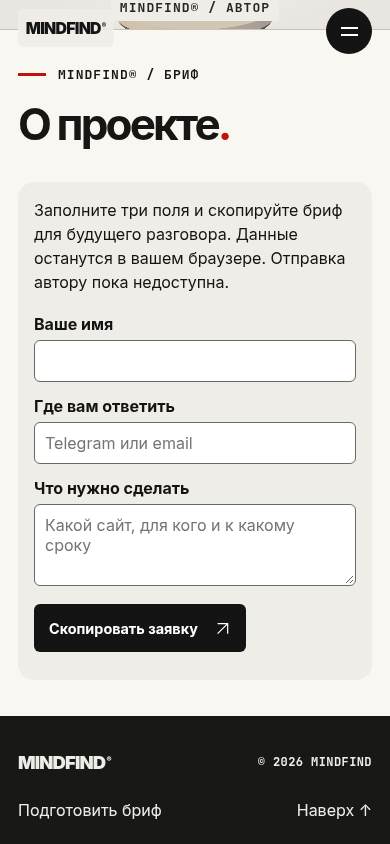 MINDFIND® / АВТОР
MINDFIND®
MINDFIND® / БРИФ
О проекте.
Заполните три поля и скопируйте бриф
для будущего разговора. Данные
останутся в вашем браузере. Отправка
автору пока недоступна.
Ваше имя
Где вам ответить
Telegram или email
Что нужно сделать
Какой сайт, для кого и к какому
сроку
Скопировать заявку
MINDFIND®
© 2026 MINDFIND
Подготовить бриф
Наверх ↑